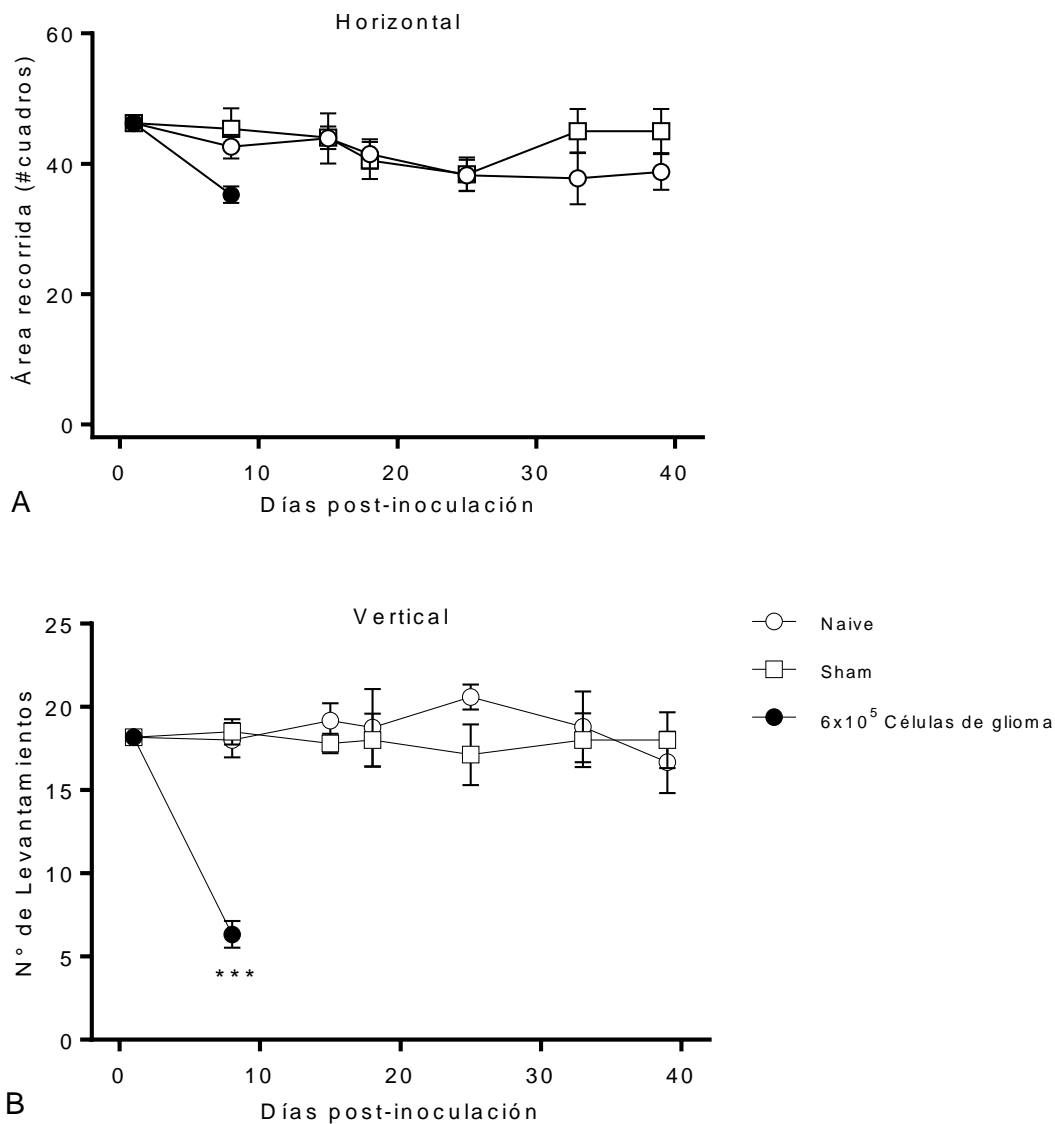 Horizontal
Área recorrida (#cuadros)
60
40
20
0
0 10 20 30 40
Días post-inoculación
A
Vertical
N° de Levantamientos
25
20
15
10
5
0
***
0 10 20 30 40
Días post-inoculación
B
Naive
Sham
6x10⁵ Células de glioma